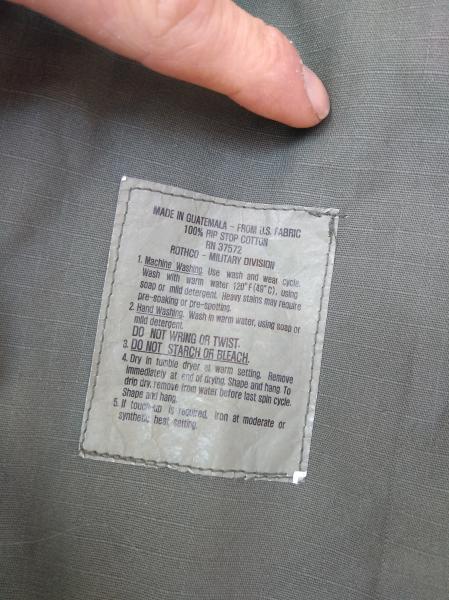 MADE IN GUATEMALA - FROM U.S. FABRIC
100% RIP STOP COTTON
RN 37572
ROTHCO - MILITARY DIVISION
1. Machine Washing. Use wash and wear cycle.
Wash with warm water 120°F (49°C), using
soap or mild detergent. Heavy stains may require
pre-soaking or pre-spotting.
2. Hand Washing. Wash in warm water, using soap or
mild detergent.
DO NOT WRING OR TWIST.
3. DO NOT STARCH OR BLEACH.
4. Dry in tumble dryer at warm setting. Remove
immediately at end of drying. Shape and hang. To
drip dry, remove from water before last spin cycle.
Shape and hang.
5. If touch-up is required, iron at moderate or
synthetic heat setting.